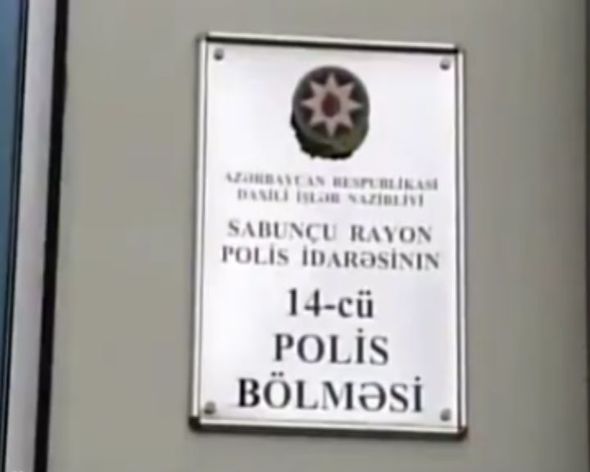 AZƏRBAYCAN RESPUBLİKASI
DAXİLİ İŞLƏR NAZİRLİYİ
SABUNÇU RAYON
POLİS İDARƏSİNİN
14-cü
POLİS
BÖLMƏSİ